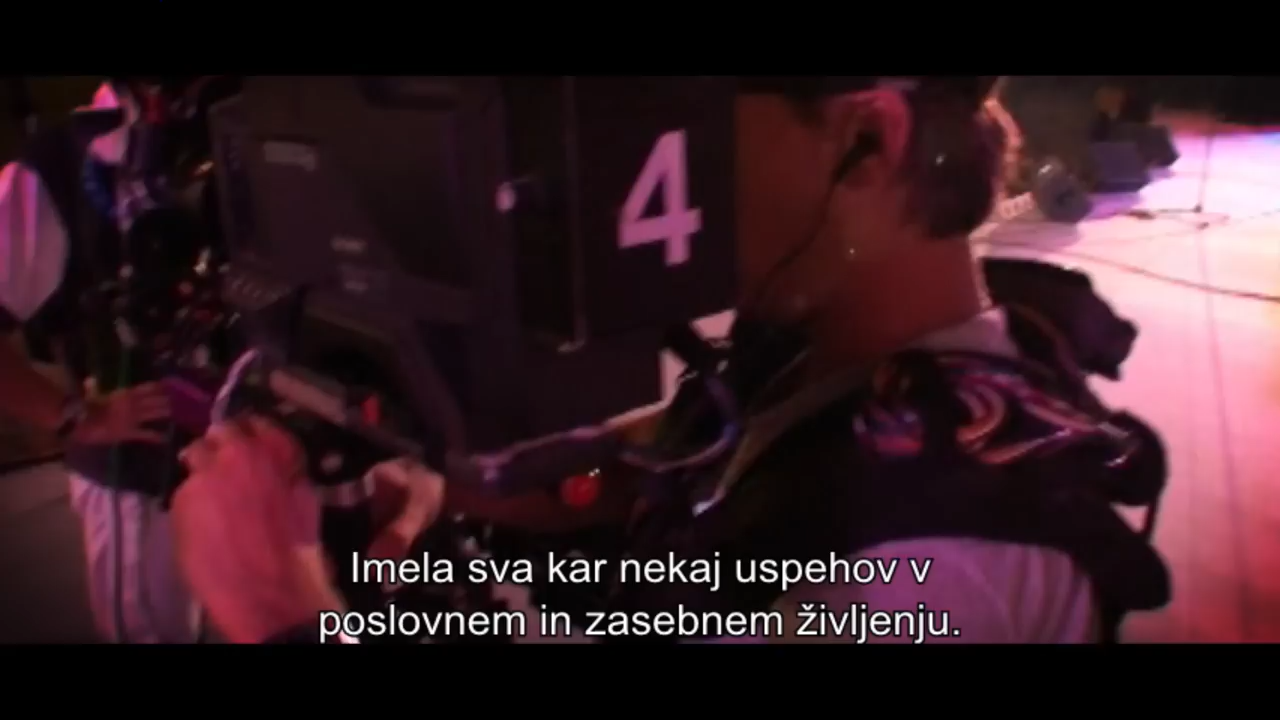 4
Imela sva kar nekaj uspehov v
poslovnem in zasebnem življenju.